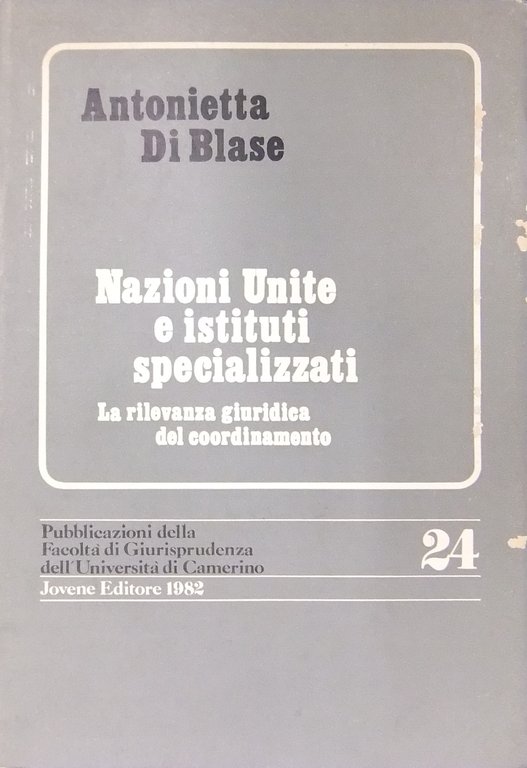 Antonietta
Di Blase
Nazioni Unite
e istituti
specializzati
La rilevanza giuridica
del coordinamento
Pubblicazioni della
Facoltà di Giurisprudenza
dell'Università di Camerino
24
Jovene Editore 1982